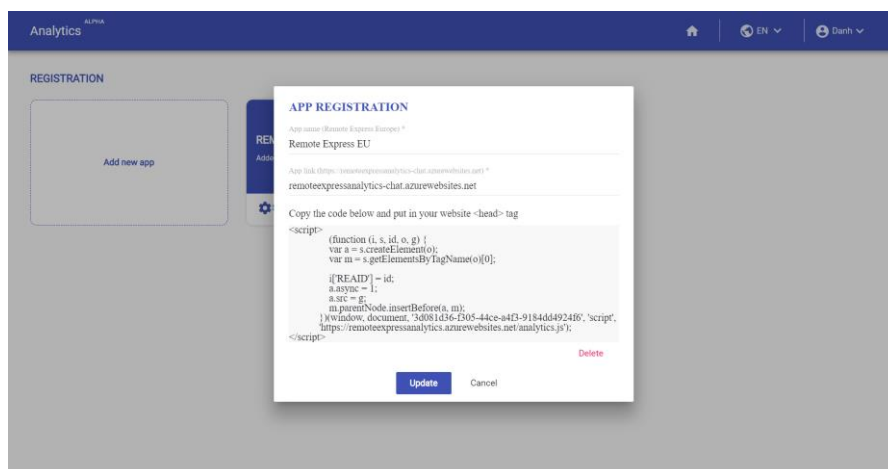 Analytics ALPHA
EN
Danh
REGISTRATION
Add new app
REM
Adde
APP REGISTRATION
App name (Remote Express Europe) *
Remote Express EU
App link (https://remoteexpressanalytics-chat.azurewebsites.net) *
remoteexpressanalytics-chat.azurewebsites.net
Copy the code below and put in your website <head> tag
<script>
(function (i, s, id, o, g) {
var a = s.createElement(o);
var m = s.getElementsByTagName(o)[0];
i['REAID'] = id;
a.async = 1;
a.src = g;
m.parentNode.insertBefore(a, m);
})(window, document, '3d081d36-f305-44ce-a4f3-9184dd4924f6', 'script',
'https://remoteexpressanalytics.azurewebsites.net/analytics.js');
</script>
Delete
Update
Cancel